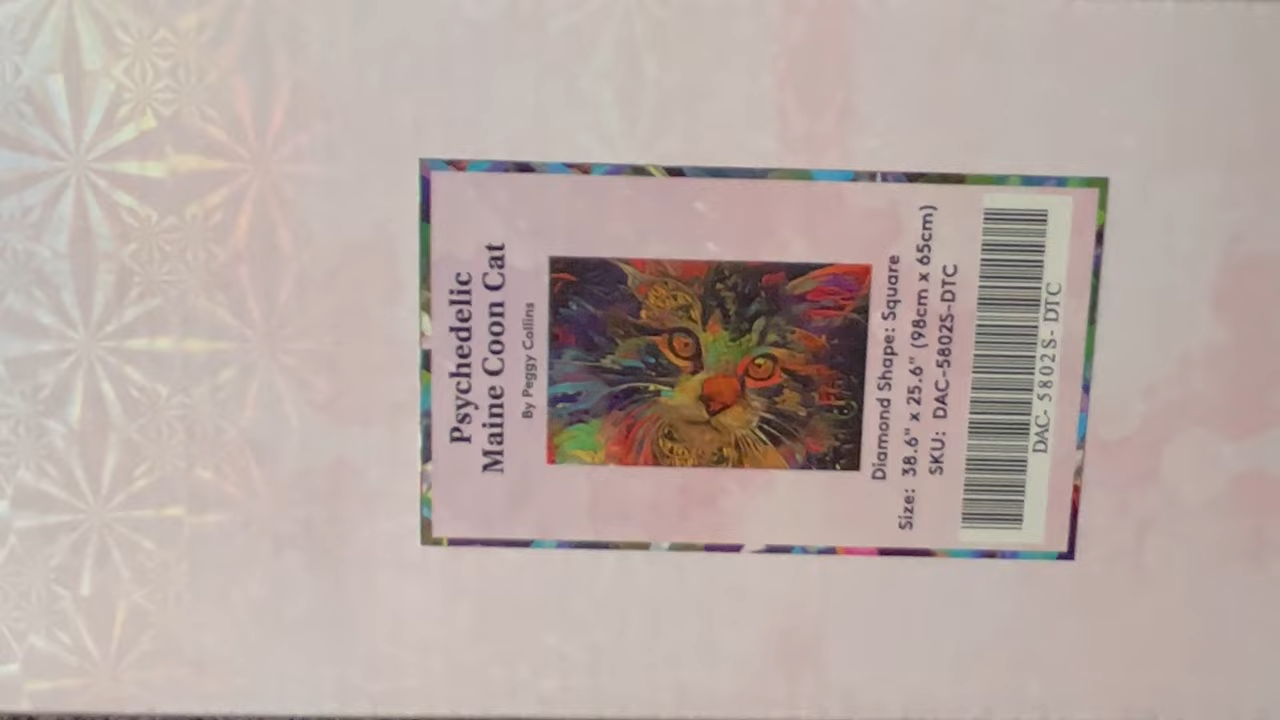 Psychedelic
Maine Coon Cat
By Peggy Collins
Diamond Shape: Square
Size: 38.6" x 25.6" (98cm x 65cm)
SKU: DAC-5802S-DTC
DAC- 5802S- DTC